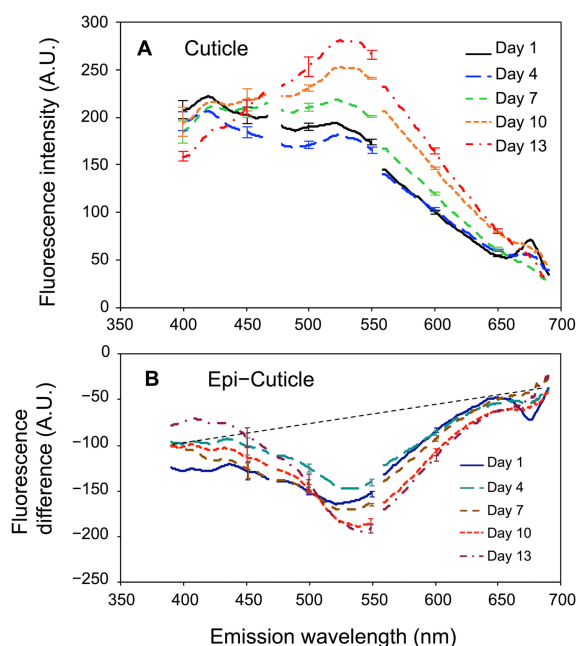 A Cuticle
Fluorescence intensity (A.U.)
300
250
200
150
100
50
0
Day 1
Day 4
Day 7
Day 10
Day 13
350 400 450 500 550 600 650 700
B Epi−Cuticle
Fluorescence
difference (A.U.)
0
−50
−100
−150
−200
−250
Day 1
Day 4
Day 7
Day 10
Day 13
350 400 450 500 550 600 650 700
Emission wavelength (nm)